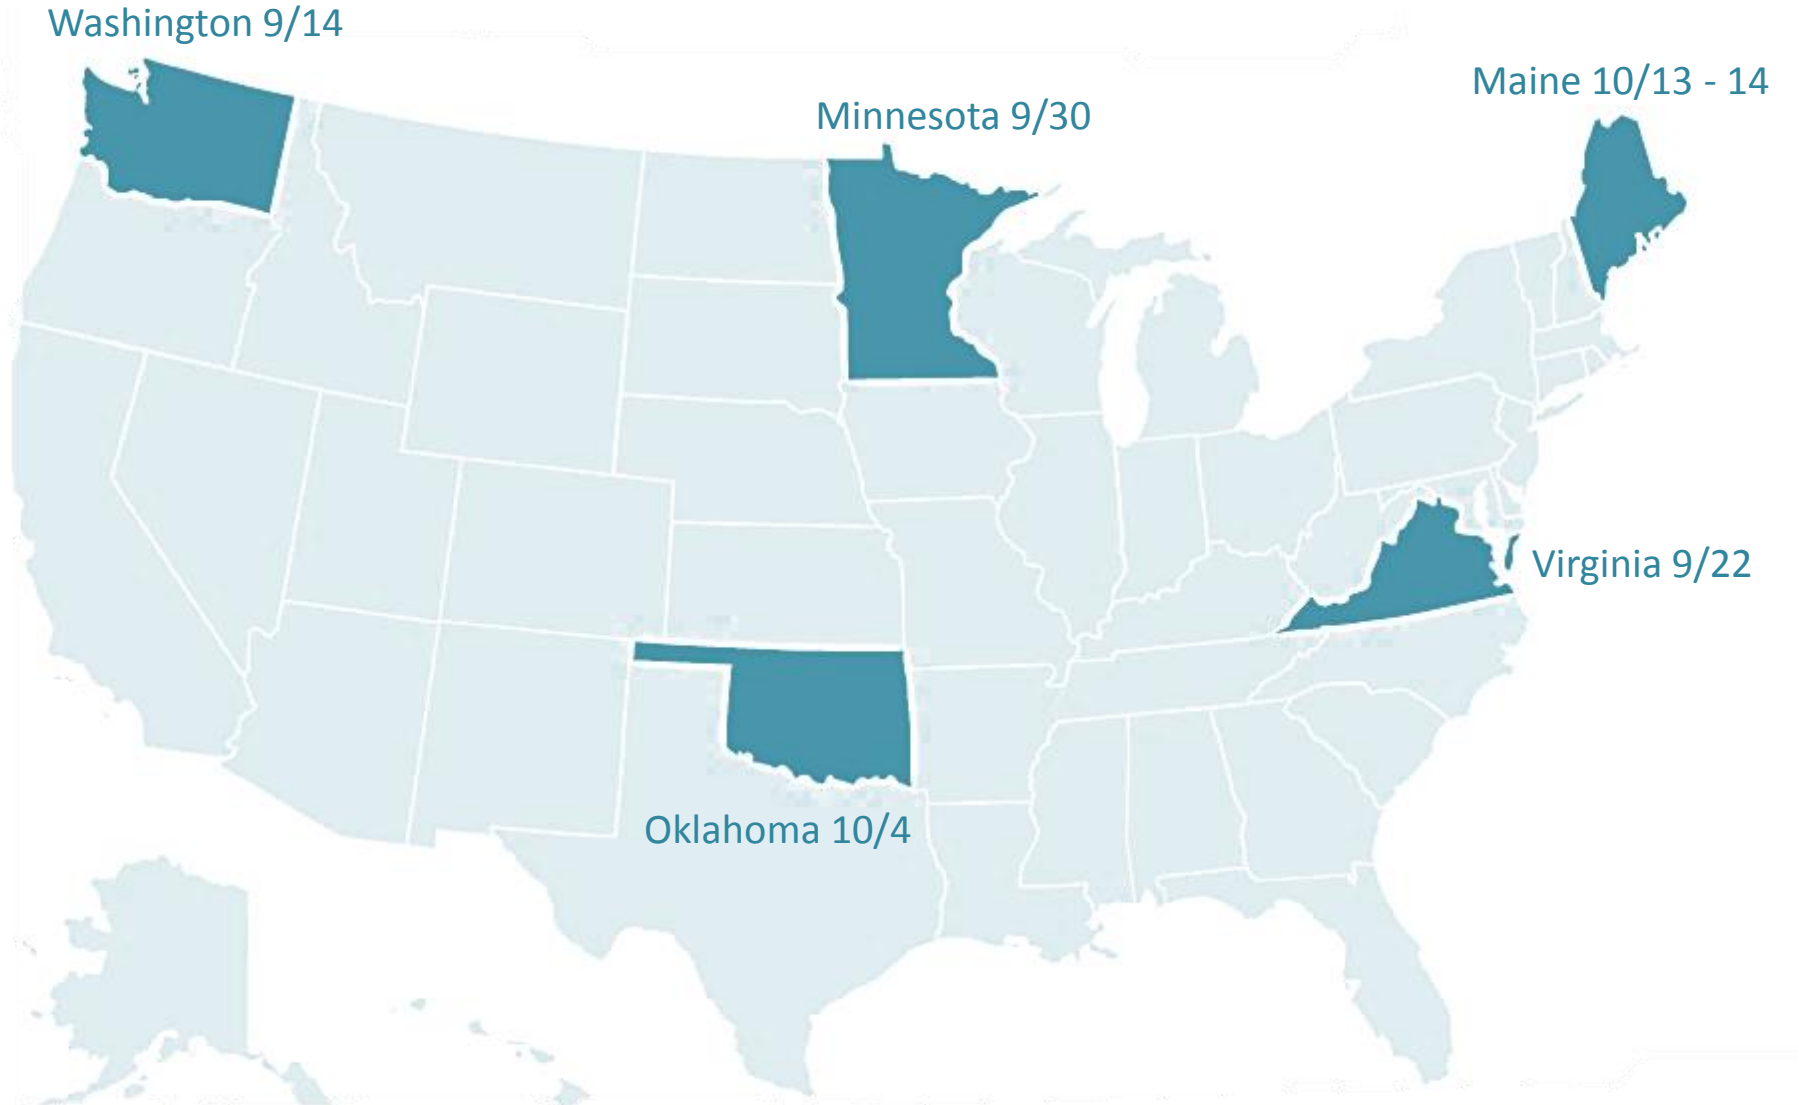 Washington 9/14
Maine 10/13 - 14
Minnesota 9/30
Virginia 9/22
Oklahoma 10/4